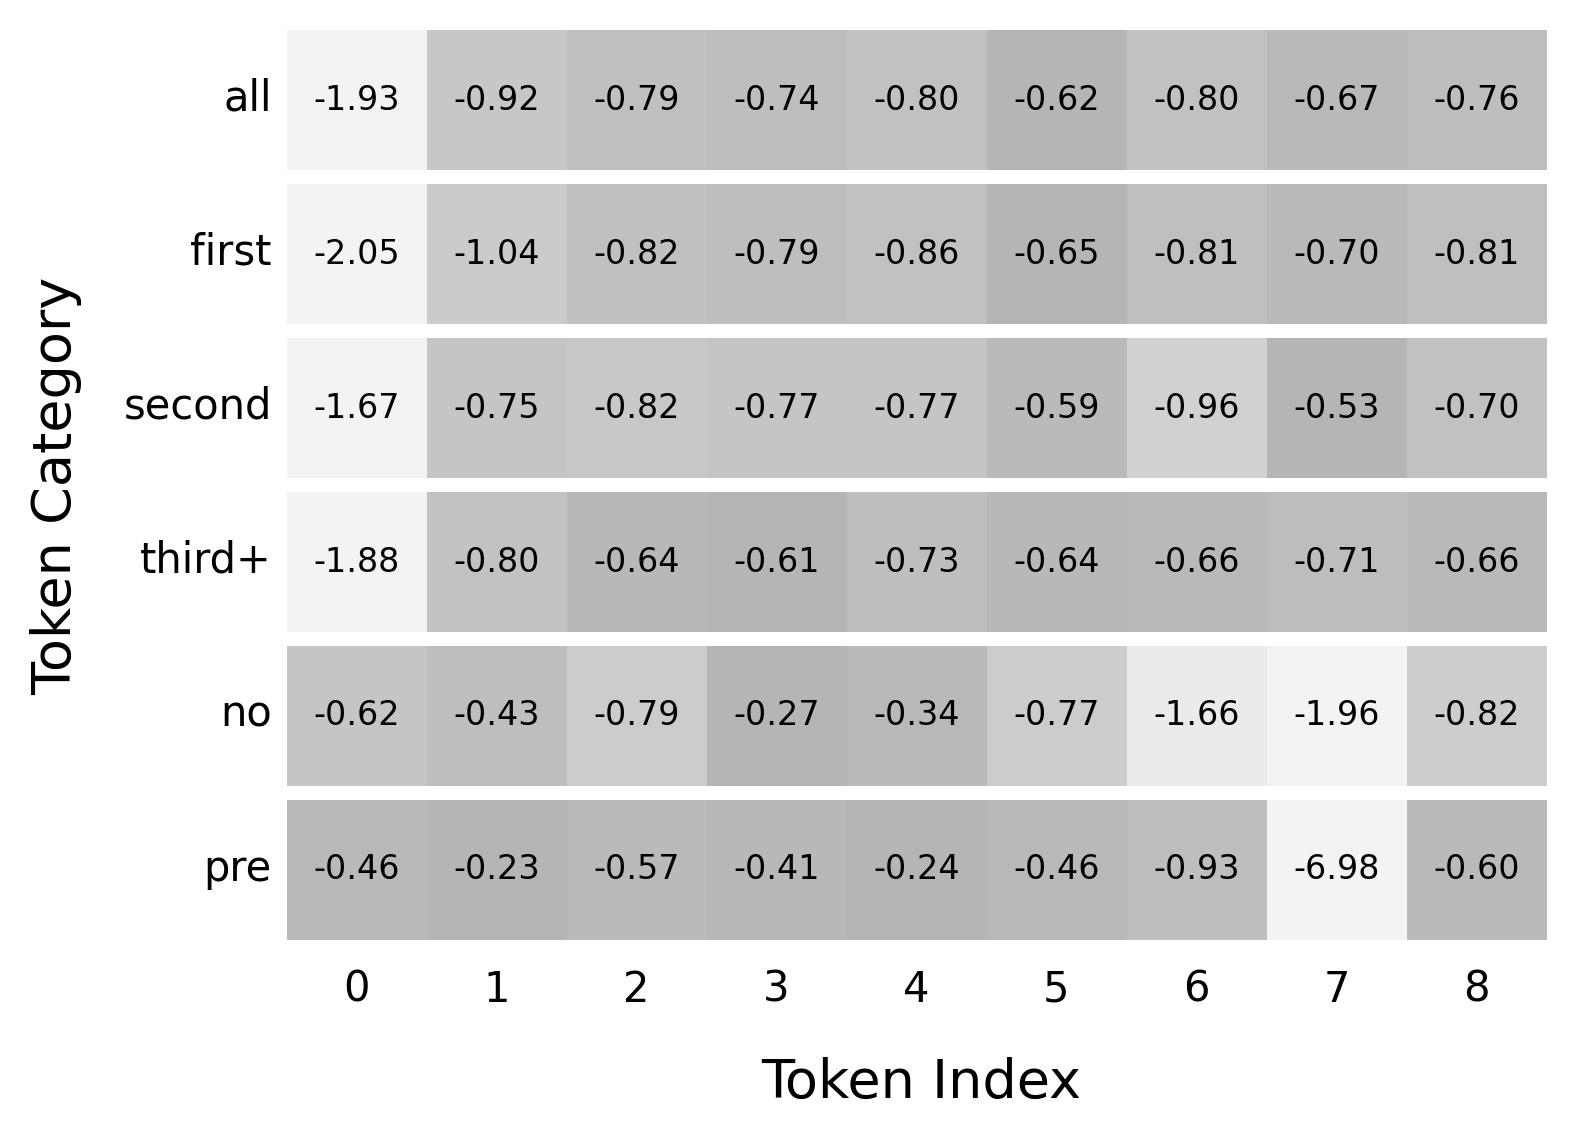 Token Category
all -1.93 -0.92 -0.79 -0.74 -0.80 -0.62 -0.80 -0.67 -0.76
first -2.05 -1.04 -0.82 -0.79 -0.86 -0.65 -0.81 -0.70 -0.81
second -1.67 -0.75 -0.82 -0.77 -0.77 -0.59 -0.96 -0.53 -0.70
third+ -1.88 -0.80 -0.64 -0.61 -0.73 -0.64 -0.66 -0.71 -0.66
no -0.62 -0.43 -0.79 -0.27 -0.34 -0.77 -1.66 -1.96 -0.82
pre -0.46 -0.23 -0.57 -0.41 -0.24 -0.46 -0.93 -6.98 -0.60
0 1 2 3 4 5 6 7 8
Token Index